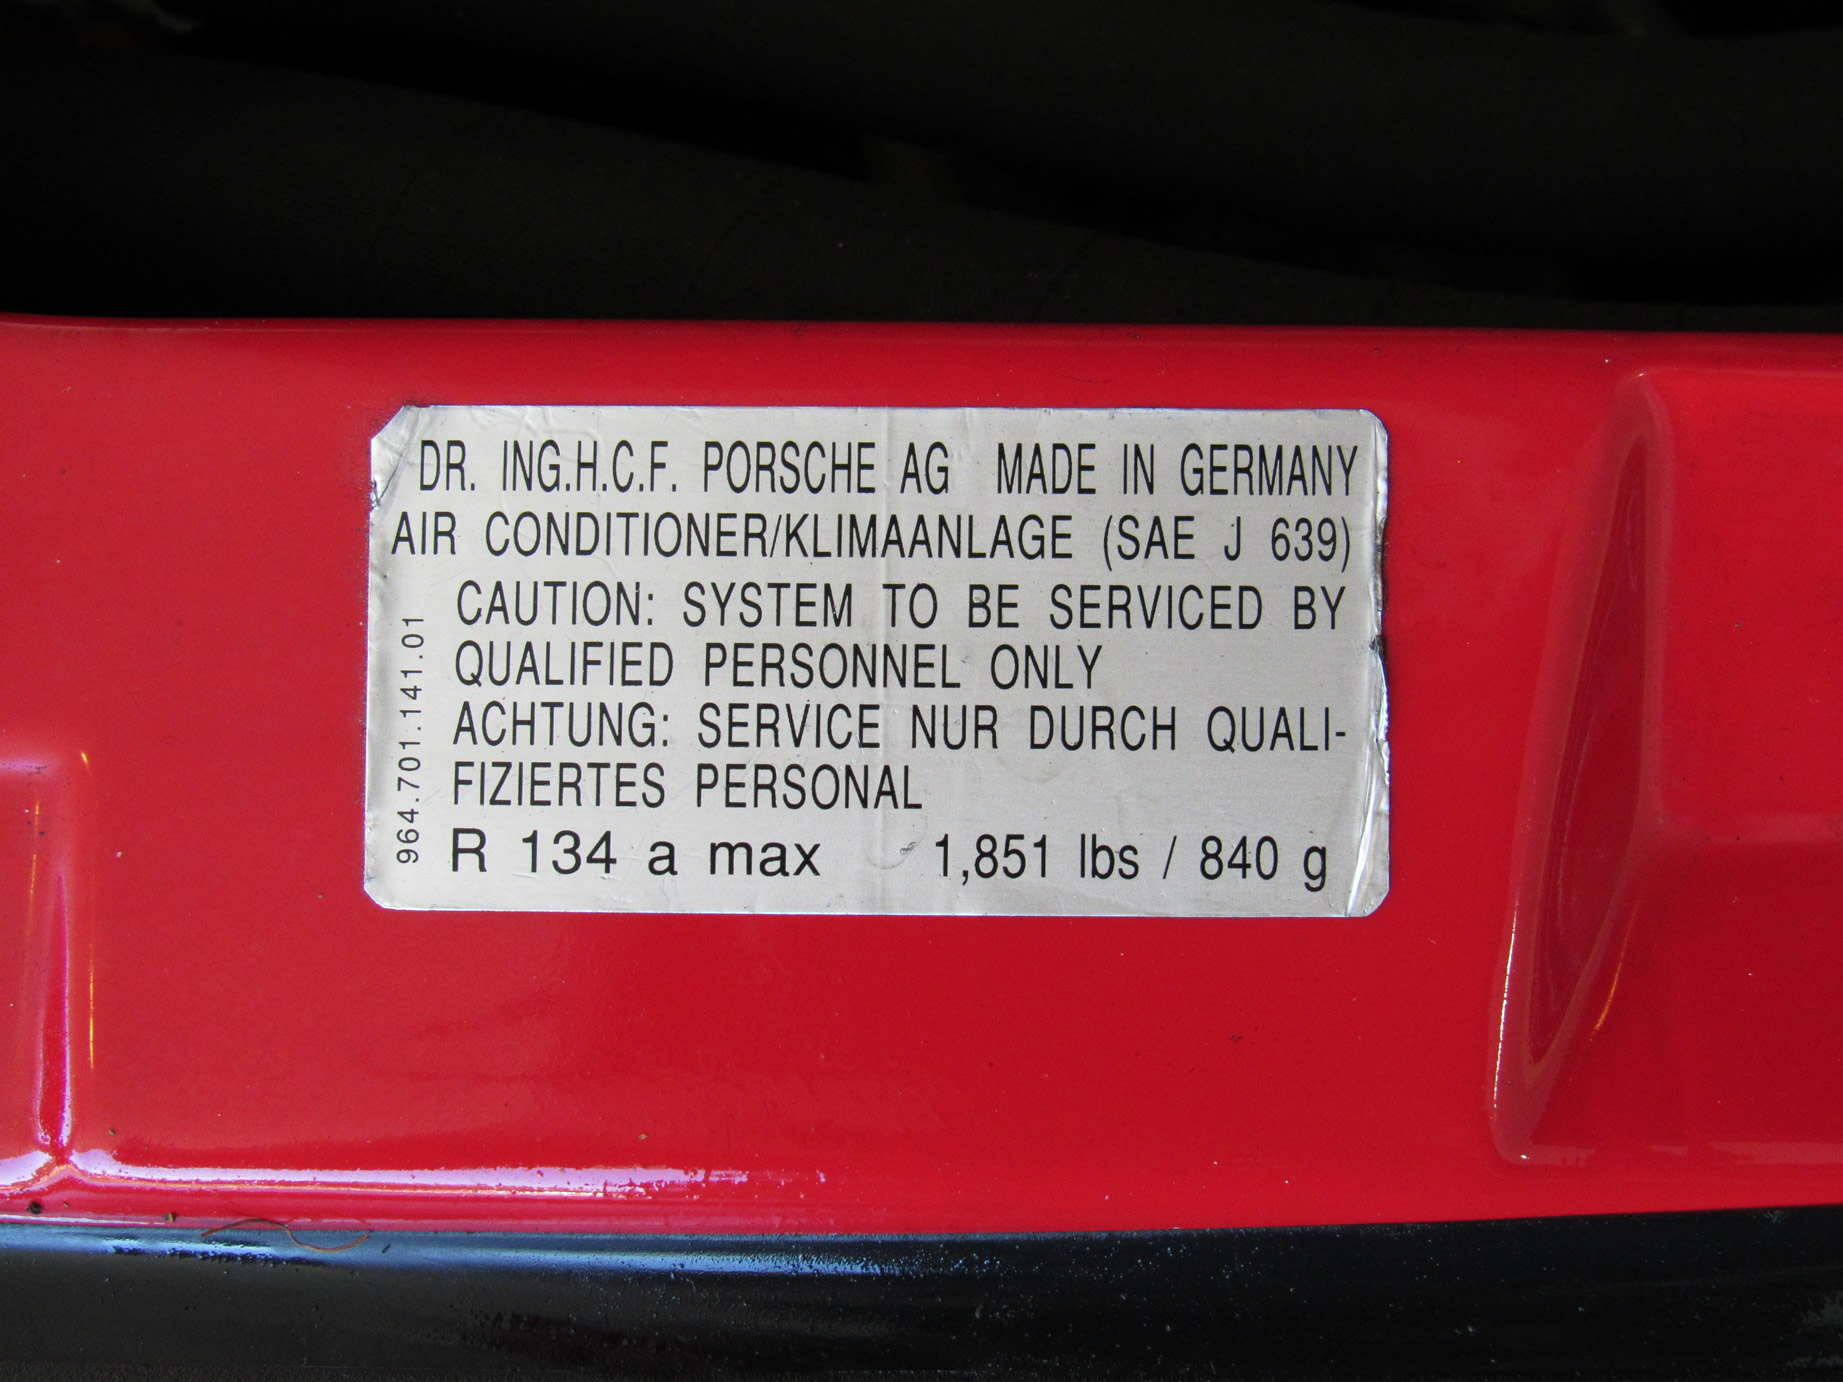 DR. ING.H.C.F. PORSCHE AG MADE IN GERMANY
AIR CONDITIONER/KLIMAANLAGE (SAE J 639)
CAUTION: SYSTEM TO BE SERVICED BY
QUALIFIED PERSONNEL ONLY
ACHTUNG: SERVICE NUR DURCH QUALI-
FIZIERTES PERSONAL
R 134 a max 1,851 lbs / 840 g
964.701.141.01